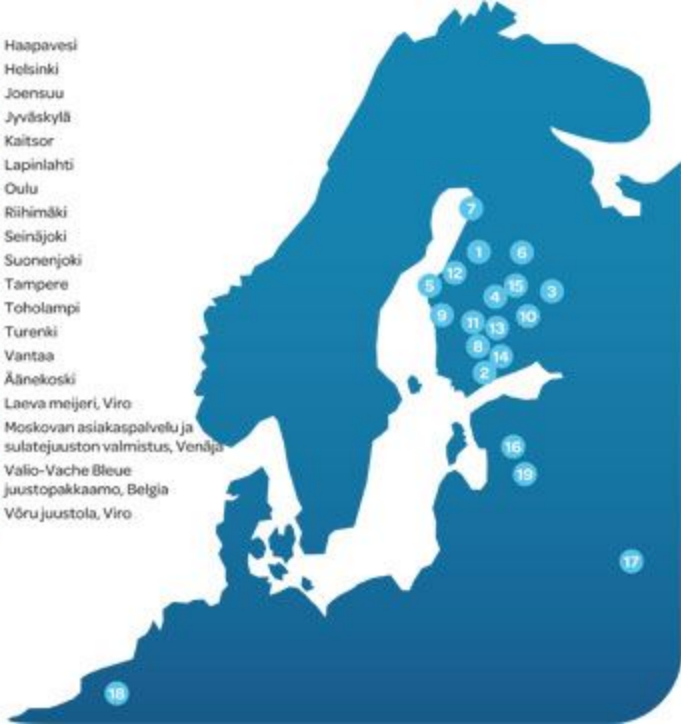 Haapavesi
Helsinki
Joensuu
Jyväskylä
Kaitsor
Lapinlahti
Oulu
Riihimäki
Seinäjoki
Suonenjoki
Tampere
Toholampi
Turenki
Vantaa
Äänekoski
Laeva meijeri, Viro
Moskovan asiakaspalvelu ja
sulatejuuston valmistus, Venäjä
Valio-Vache Bleue
juustopakkaamo, Belgia
Võru juustola, Viro
7
1
6
12
5
15
3
4
9
10
11
13
8
14
2
16
19
17
18